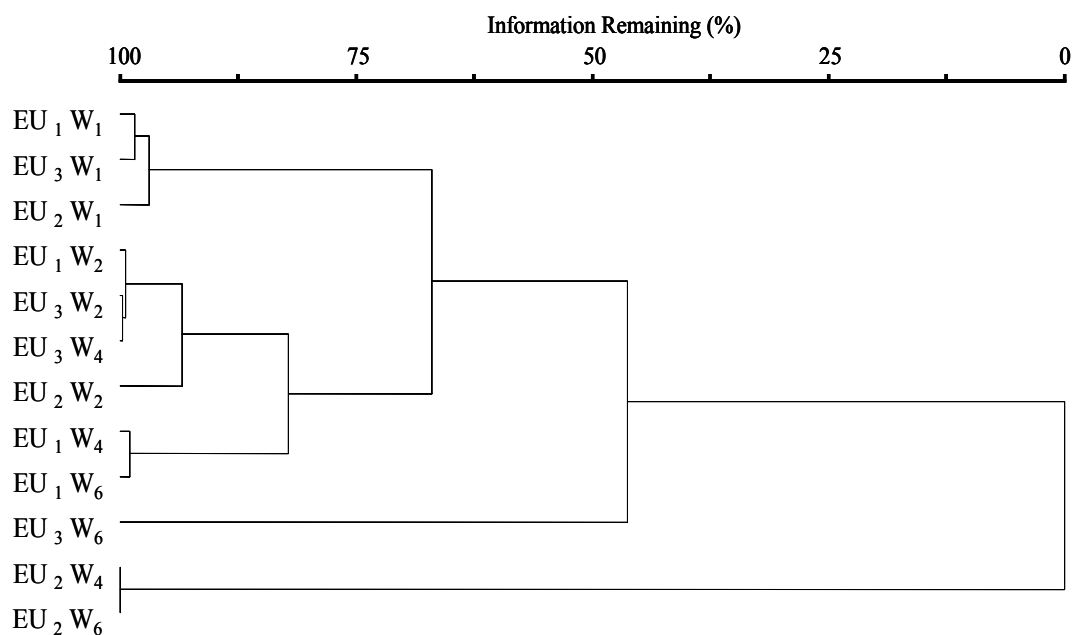 Information Remaining (%)
100 75 50 25 0
EU 1 W1
EU 3 W1
EU 2 W1
EU 1 W2
EU 3 W2
EU 3 W4
EU 2 W2
EU 1 W4
EU 1 W6
EU 3 W6
EU 2 W4
EU 2 W6